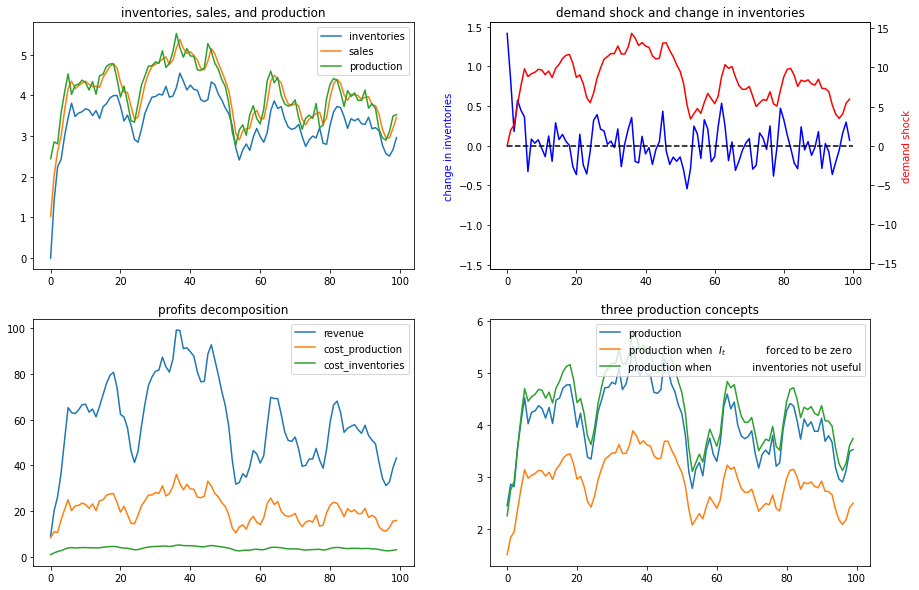 inventories, sales, and production
inventories
sales
production
5
4
3
2
1
0
0 20 40 60 80 100
demand shock and change in inventories
change in inventories
1.5
1.0
0.5
0.0
−0.5
−1.0
−1.5
15
10
5
0
−5
−10
−15
demand shock
0 20 40 60 80 100
profits decomposition
revenue
cost_production
cost_inventories
100
80
60
40
20
0
0 20 40 60 80 100
three production concepts
production
production when I_t forced to be zero
production when inventories not useful
6
5
4
3
2
0 20 40 60 80 100